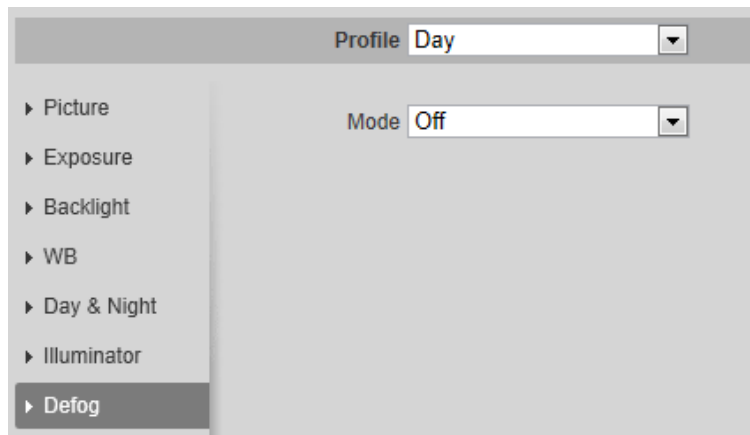 Profile Day
Picture
Mode Off
Exposure
Backlight
WB
Day & Night
Illuminator
Defog